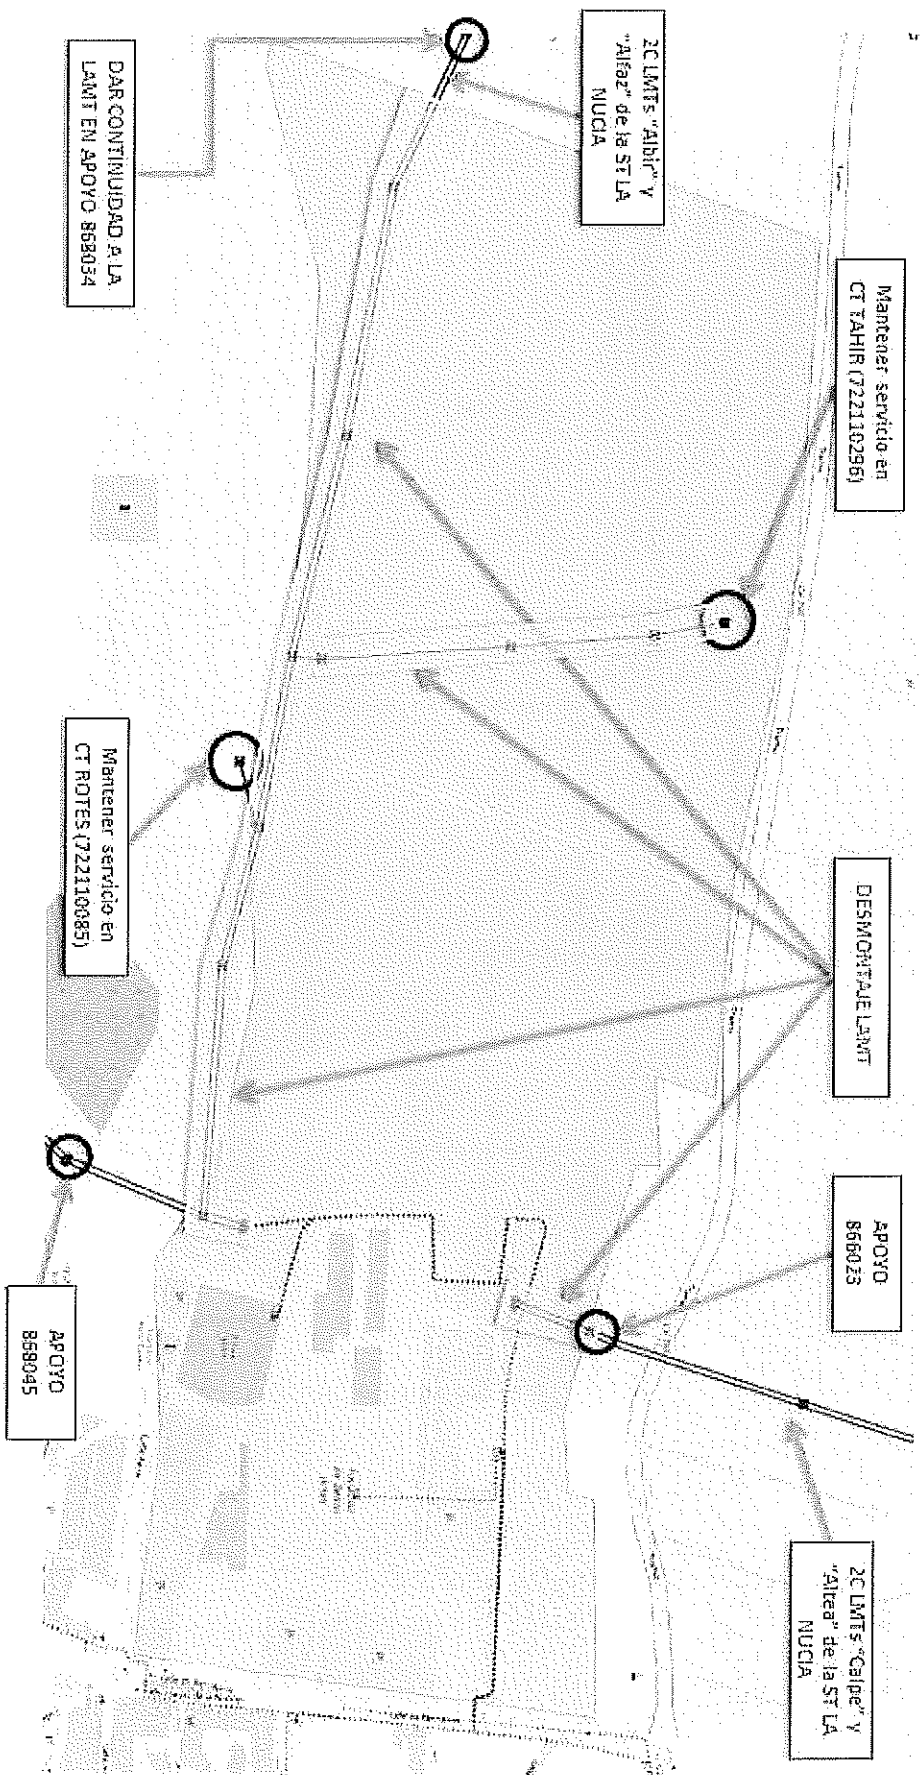 2C LMTs "Albir" y
"Alfaz" de la ST LA
NUCIA
Mantener servicio en
CT TAHIR (722110296)
DESMONTAJE LAMT
APOYO
866023
2C LMTs "Calpe" y
"Altea" de la ST LA
NUCIA
DAR CONTINUIDAD A LA
LAMT EN APOYO 868034
Mantener servicio en
CT ROTES (722110085)
APOYO
868045